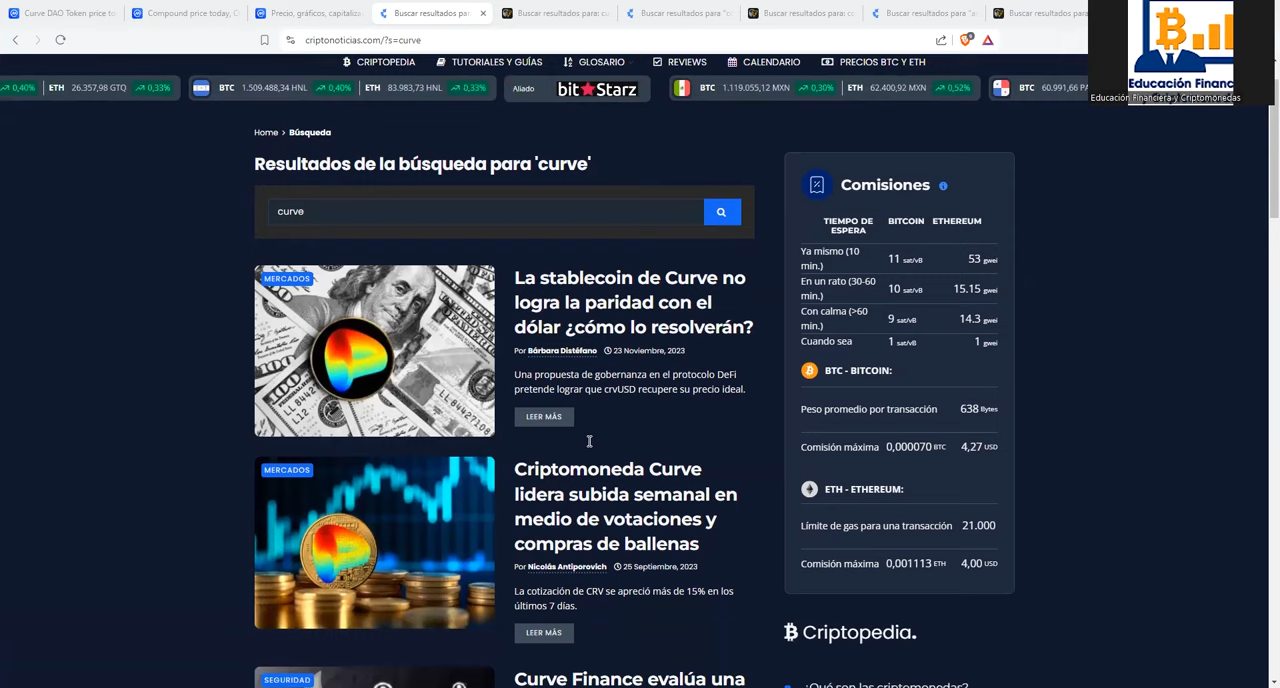 Curve DAO Token price to
Compound price today, C
Precio, gráficos, capitaliza
Buscar resultados par
Buscar resultados para: cu
Buscar resultados para "c
Buscar resultados para: co
Buscar resultados para "a
Buscar resultados para
criptonoticias.com/?s=curve
CRIPTOPEDIA
TUTORIALES Y GUÍAS
GLOSARIO
REVIEWS
CALENDARIO
PRECIOS BTC Y ETH
Educación Financ
Educación Financiera y Criptomonedas
0,40% ETH 26.357,98 GTQ 0,33%
BTC 1.509.488,34 HNL 0,40% ETH 83.983,73 HNL 0,33%
Aliado bitStarz
BTC 1.119.055,12 MXN 0,30% ETH 62.400,92 MXN 0,52%
BTC 60.991,66 PA
Home > Búsqueda
Resultados de la búsqueda para 'curve'
curve
MERCADOS
La stablecoin de Curve no
logra la paridad con el
dólar ¿cómo lo resolverán?
Por Bárbara Distéfano 23 Noviembre, 2023
Una propuesta de gobernanza en el protocolo DeFi
pretende lograr que crvUSD recupere su precio ideal.
LEER MÁS
MERCADOS
Criptomoneda Curve
lidera subida semanal en
medio de votaciones y
compras de ballenas
Por Nicolás Antiporovich 25 Septiembre, 2023
La cotización de CRV se apreció más de 15% en los
últimos 7 días.
LEER MÁS
SEGURIDAD
Curve Finance evalúa una
Comisiones
TIEMPO DE ESPERA BITCOIN ETHEREUM
Ya mismo (10 min.) 11 sat/vB 53 gwei
En un rato (30-60 min.) 10 sat/vB 15.15 gwei
Con calma (>60 min.) 9 sat/vB 14.3 gwei
Cuando sea 1 sat/vB 1 gwei
BTC - BITCOIN:
Peso promedio por transacción 638 Bytes
Comisión máxima 0,000070 BTC 4,27 USD
ETH - ETHEREUM:
Límite de gas para una transacción 21.000
Comisión máxima 0,001113 ETH 4,00 USD
Criptopedia.
¿Qué son las criptomonedas?